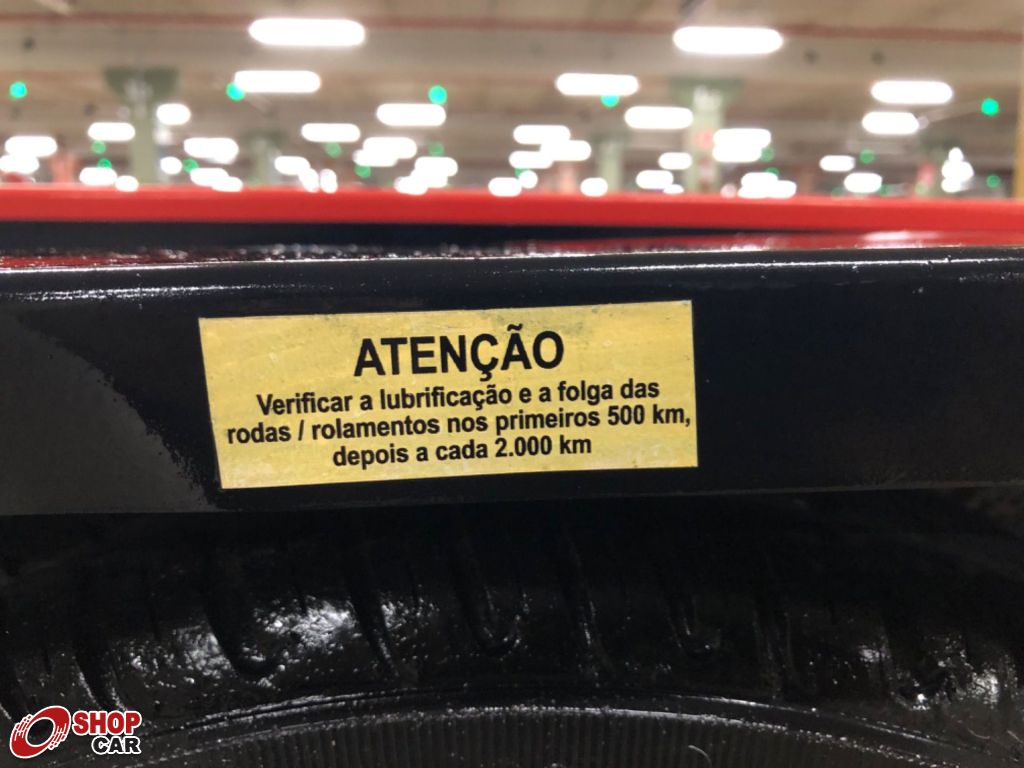 ATENÇÃO
Verificar a lubrificação e a folga das
rodas / rolamentos nos primeiros 500 km,
depois a cada 2.000 km
SHOP
CAR